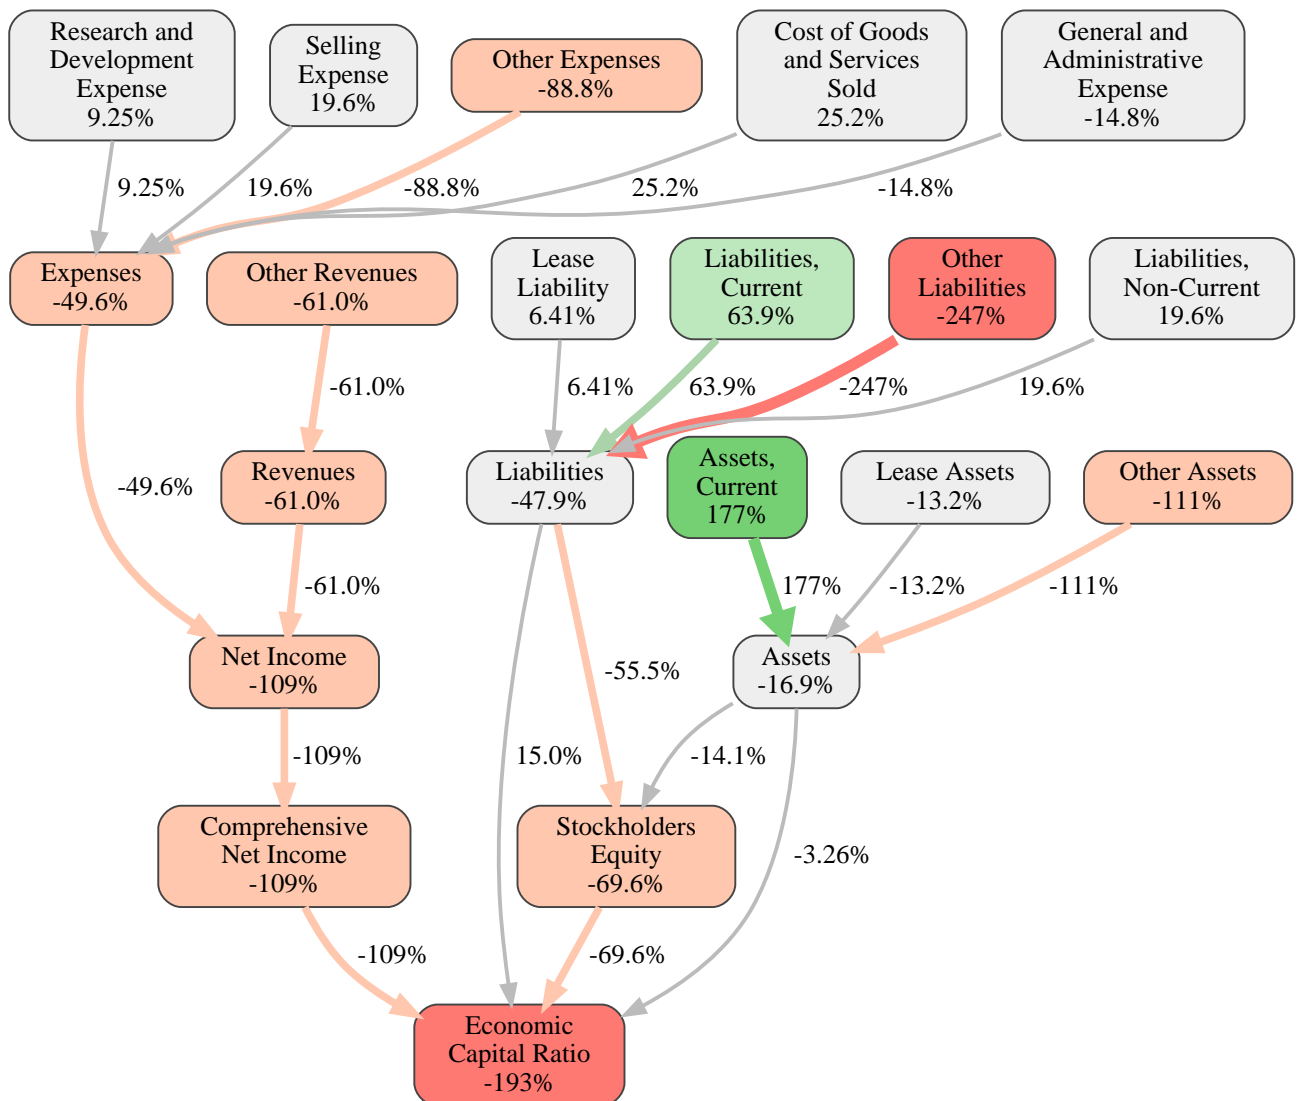 Research and
Development
Expense
9.25%
Selling
Expense
19.6%
Other Expenses
-88.8%
Cost of Goods
and Services
Sold
25.2%
General and
Administrative
Expense
-14.8%
9.25%
19.6%
-88.8%
25.2%
-14.8%
Expenses
-49.6%
Other Revenues
-61.0%
Lease
Liability
6.41%
Liabilities,
Current
63.9%
Other
Liabilities
-247%
Liabilities,
Non-Current
19.6%
-61.0%
6.41%
63.9%
-247%
19.6%
-49.6%
Revenues
-61.0%
Liabilities
-47.9%
Assets,
Current
177%
Lease Assets
-13.2%
Other Assets
-111%
-61.0%
177%
-13.2%
-111%
Net Income
-109%
-55.5%
Assets
-16.9%
-109%
15.0%
-14.1%
Comprehensive
Net Income
-109%
Stockholders
Equity
-69.6%
-3.26%
-109%
-69.6%
Economic
Capital Ratio
-193%